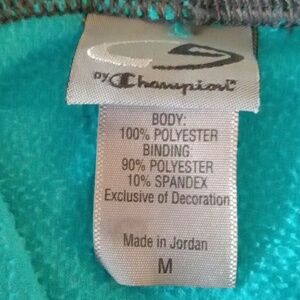 by Champion
BODY:
100% POLYESTER
BINDING
90% POLYESTER
10% SPANDEX
Exclusive of Decoration
Made in Jordan
M